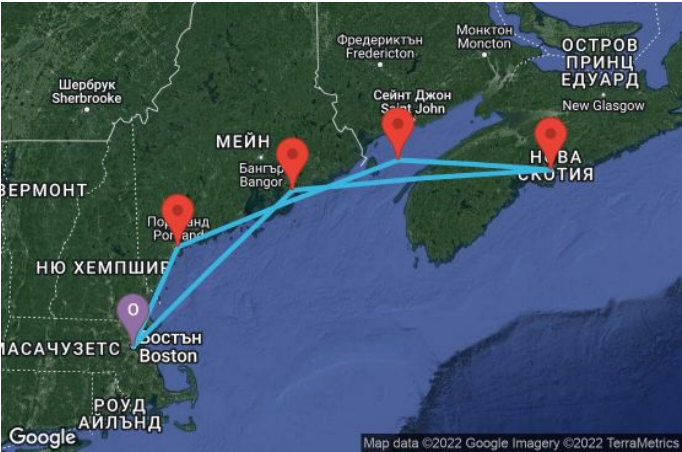 Монктон
Moncton
Фредериктън
Fredericton
ОСТРОВ
ПРИНЦ
ЕДУАРД
Шербрук
Sherbrooke
Сейнт Джон
Saint John
New Glasgow
МЕЙН
Бангър
Bangor
НОВА
СКОТИЯ
ВЕРМОНТ
Портланд
Portland
НЮ ХЕМПШИР
O
МАСАЧУЗЕТС
Бостън
Boston
РОУД
АЙЛЪНД
Google
Map data ©2022 Google Imagery ©2022 TerraMetrics